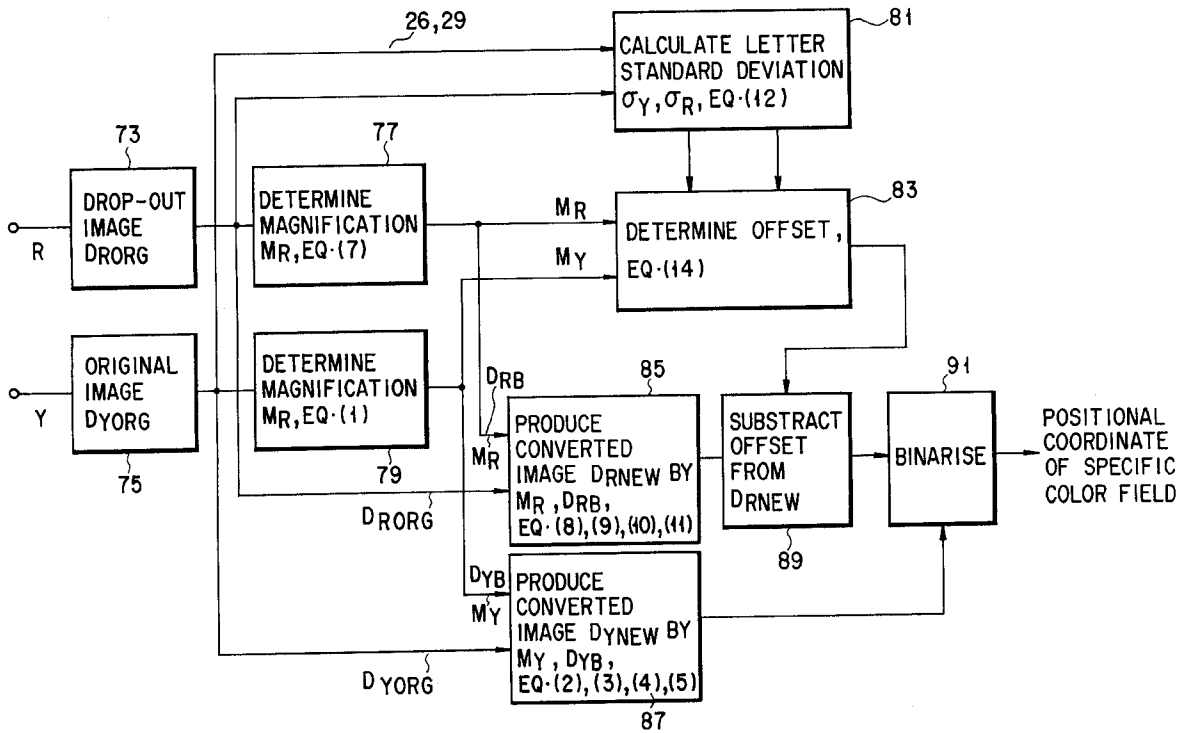 26,29
81
CALCULATE LETTER
STANDARD DEVIATION
σY, σR, EQ·(12)
73
DROP-OUT
IMAGE
DRORG
R
77
DETERMINE
MAGNIFICATION
MR, EQ·(7)
MR
MY
83
DETERMINE OFFSET,
EQ·(14)
ORIGINAL
IMAGE
DYORG
Y
75
DETERMINE
MAGNIFICATION
MR, EQ·(1)
79
DRB
MR
DRORG
85
PRODUCE
CONVERTED
IMAGE DRNEW BY
MR, DRB,
EQ·(8),(9),(10),(11)
SUBSTRACT
OFFSET
FROM
DRNEW
89
91
BINARISE
POSITIONAL
COORDINATE
OF SPECIFIC
COLOR FIELD
DYB
MY
DYORG
PRODUCE
CONVERTED
IMAGE DYNEW BY
MY, DYB,
EQ·(2),(3),(4),(5)
87